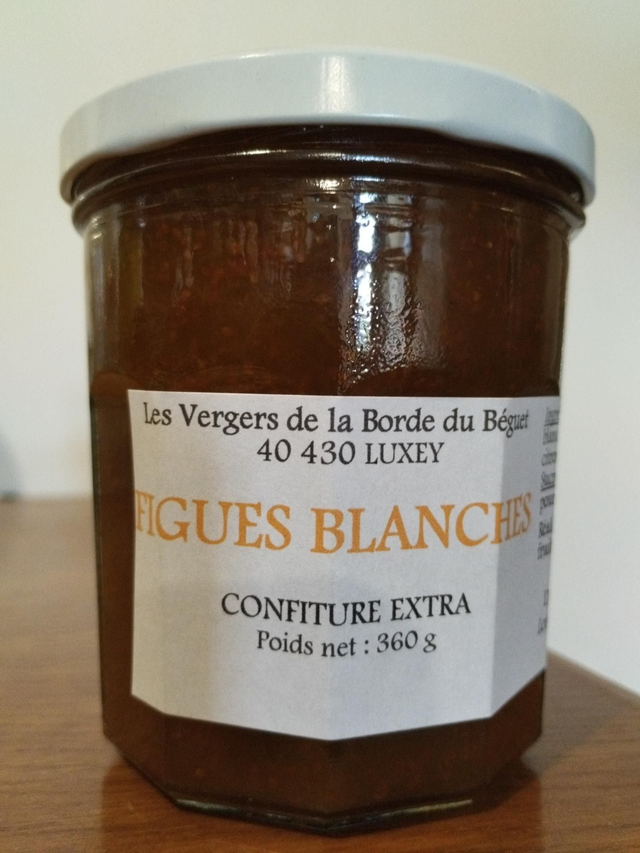 Les Vergers de la Borde du Béguet
40 430 LUXEY
FIGUES BLANCHES
CONFITURE EXTRA
Poids net : 360 g